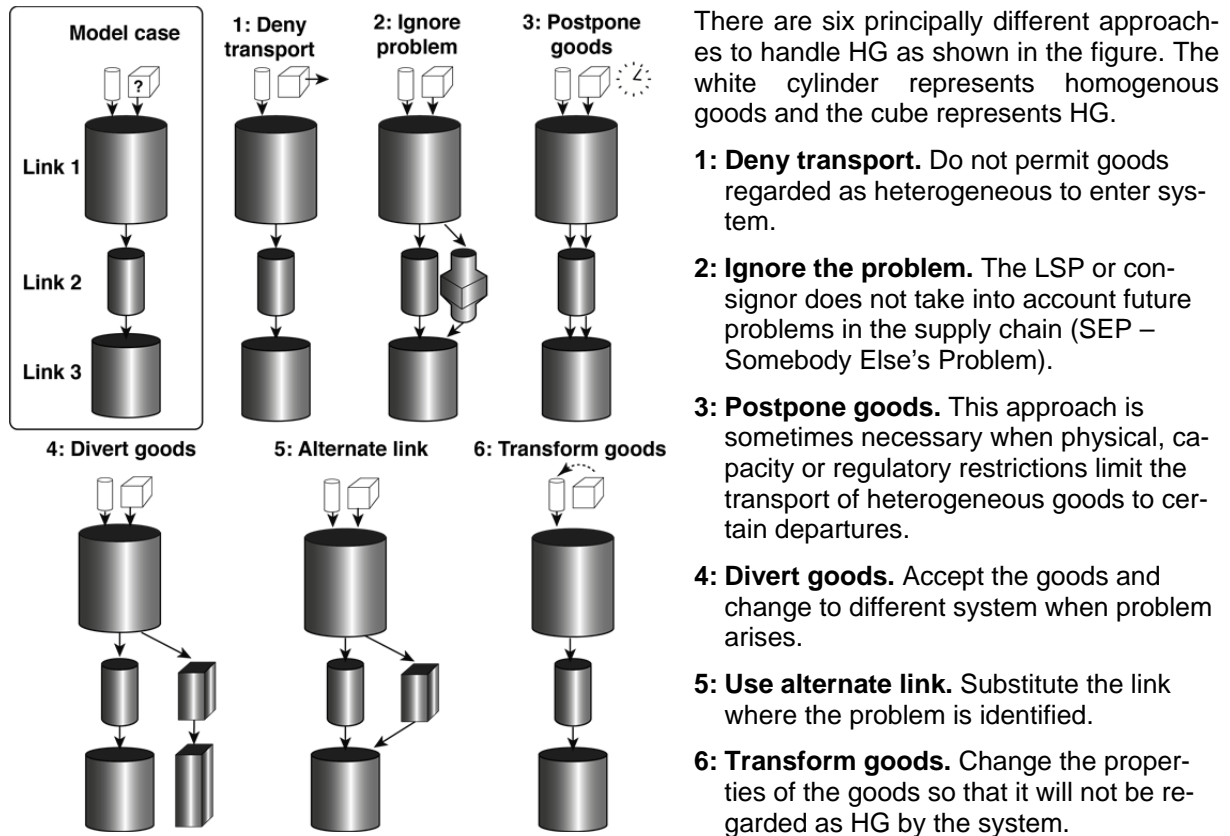 Model case
1: Deny
transport
2: Ignore
problem
3: Postpone
goods
?
Link 1
Link 2
Link 3
4: Divert goods
5: Alternate link
6: Transform goods
There are six principally different approach-
es to handle HG as shown in the figure. The
white cylinder represents homogenous
goods and the cube represents HG.
1: Deny transport. Do not permit goods
regarded as heterogeneous to enter sys-
tem.
2: Ignore the problem. The LSP or con-
signor does not take into account future
problems in the supply chain (SEP –
Somebody Else's Problem).
3: Postpone goods. This approach is
sometimes necessary when physical, ca-
pacity or regulatory restrictions limit the
transport of heterogeneous goods to cer-
tain departures.
4: Divert goods. Accept the goods and
change to different system when problem
arises.
5: Use alternate link. Substitute the link
where the problem is identified.
6: Transform goods. Change the proper-
ties of the goods so that it will not be re-
garded as HG by the system.